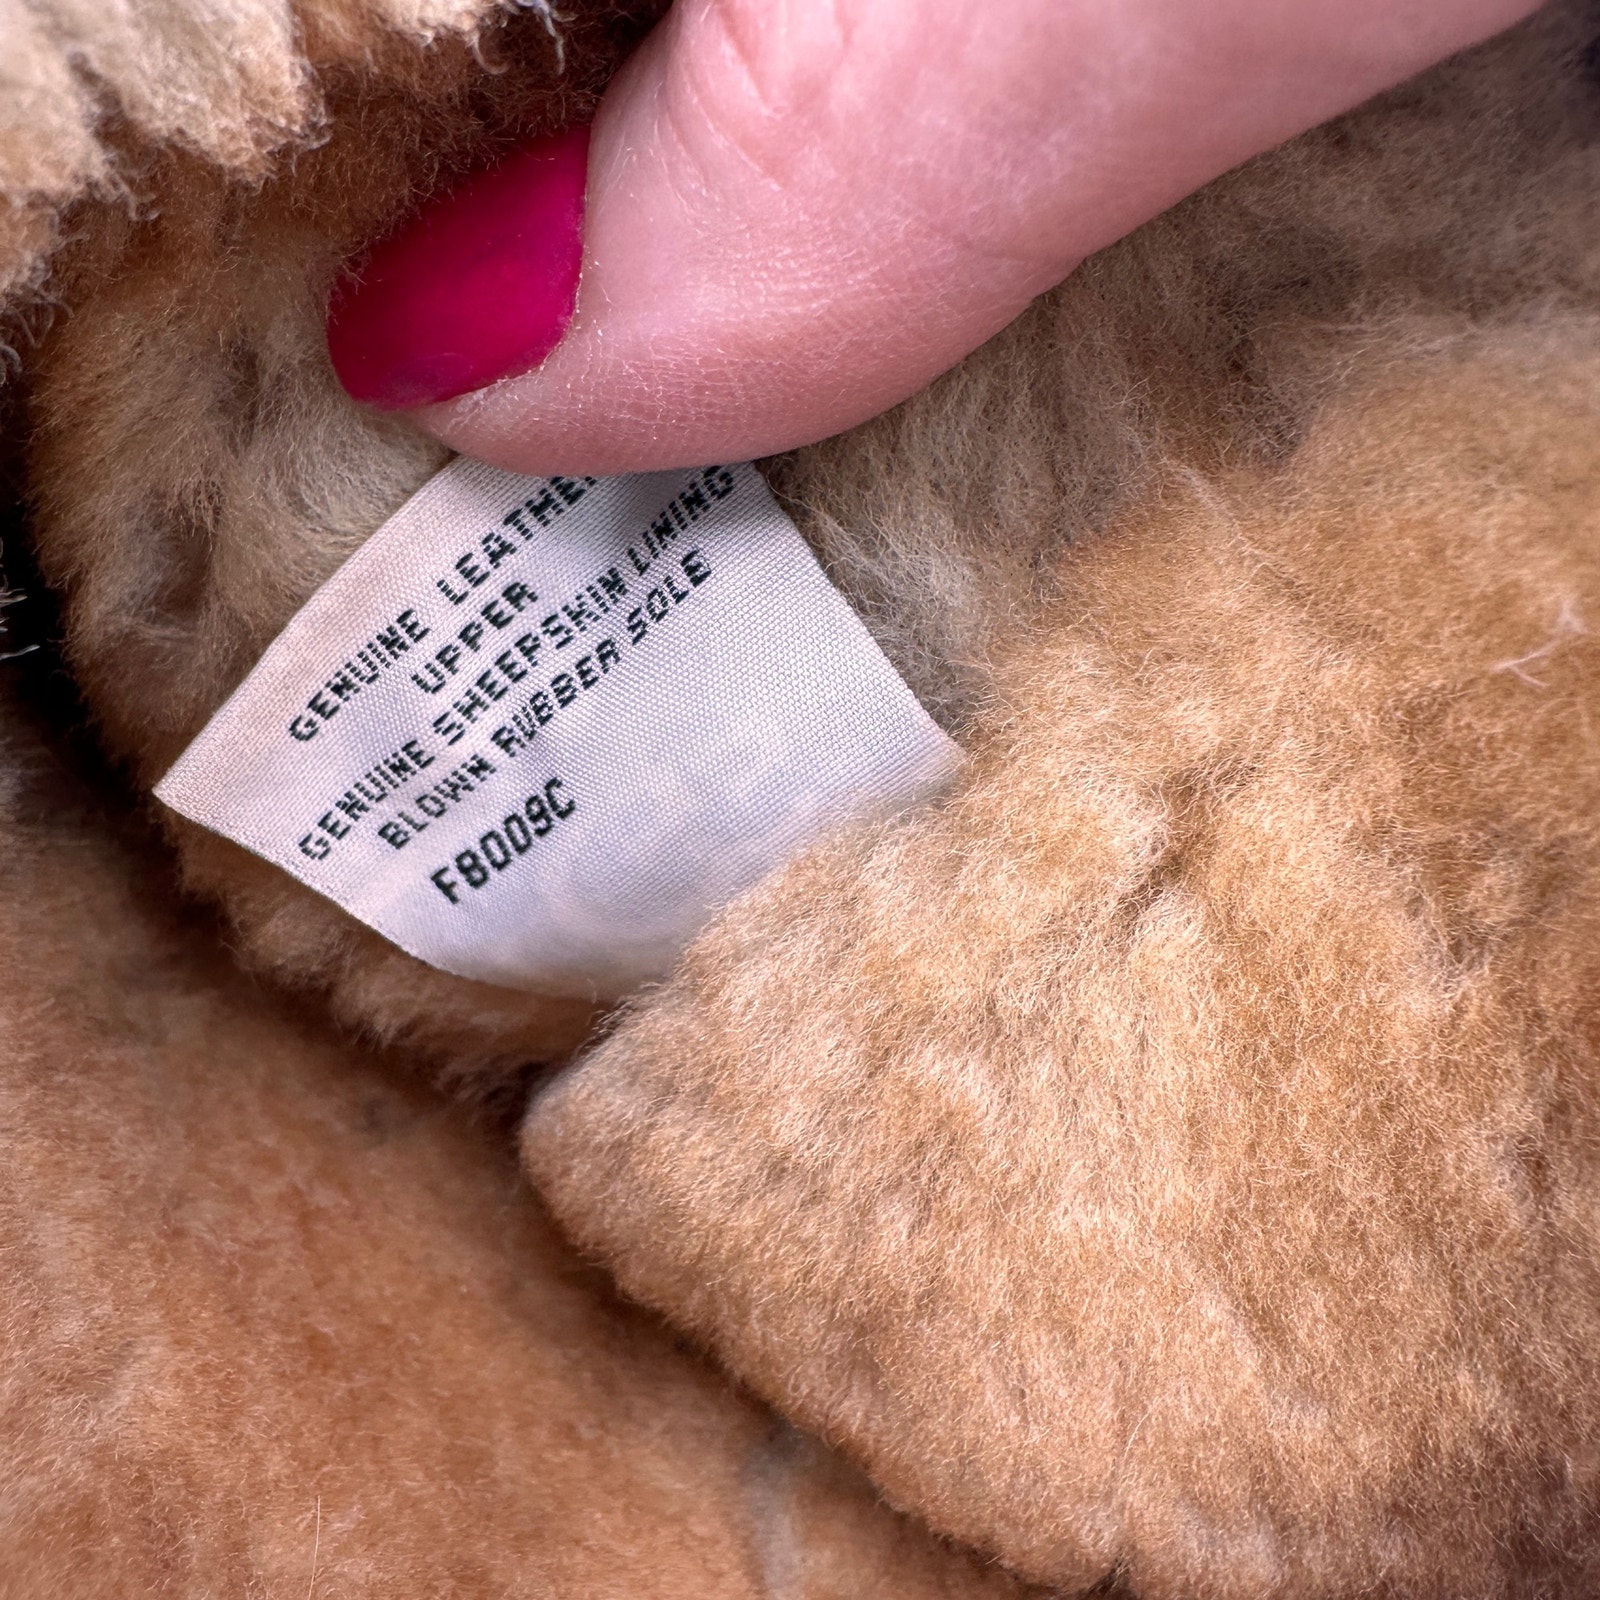 GENUINE LEATHER
UPPER
GENUINE SHEEPSKIN LINING
BLOWN RUBBER SOLE
F8009C